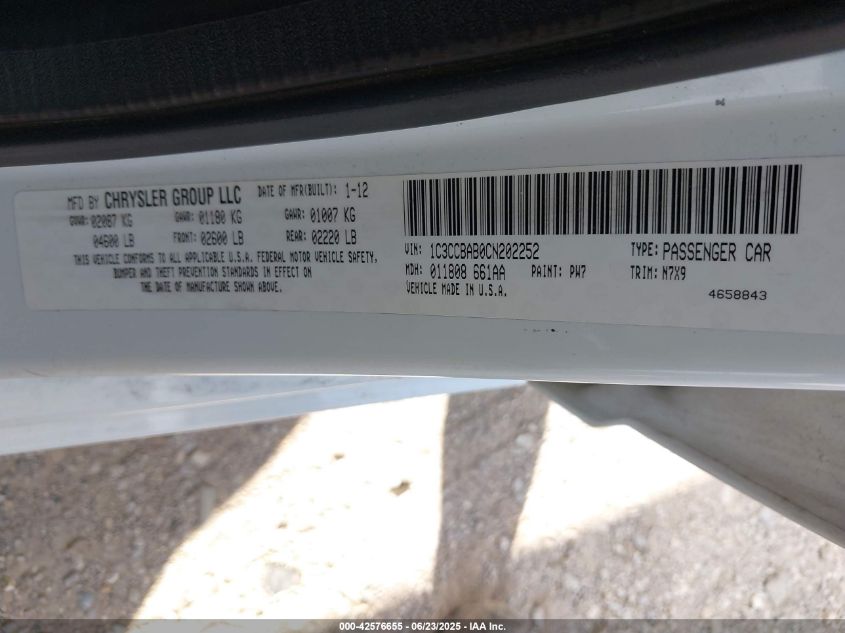 MFD BY CHRYSLER GROUP LLC DATE OF MFR(BUILT): 1-12
GVWR: 02087 KG GAWR: 01180 KG GAWR: 01007 KG
04600 LB FRONT: 02600 LB REAR: 02220 LB
THIS VEHICLE CONFORMS TO ALL APPLICABLE U.S.A. FEDERAL MOTOR VEHICLE SAFETY,
BUMPER AND THEFT PREVENTION STANDARDS IN EFFECT ON
THE DATE OF MANUFACTURE SHOWN ABOVE.
VIN: 1C3CCBAB0CN202252 TYPE: PASSENGER CAR
MDH: 011808 661AA PAINT: PW7 TRIM: N7X9
VEHICLE MADE IN U.S.A.
4658843
000-42576655 - 06/23/2025 - IAA Inc.